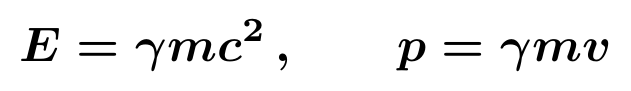 E = γmc², p = γmv